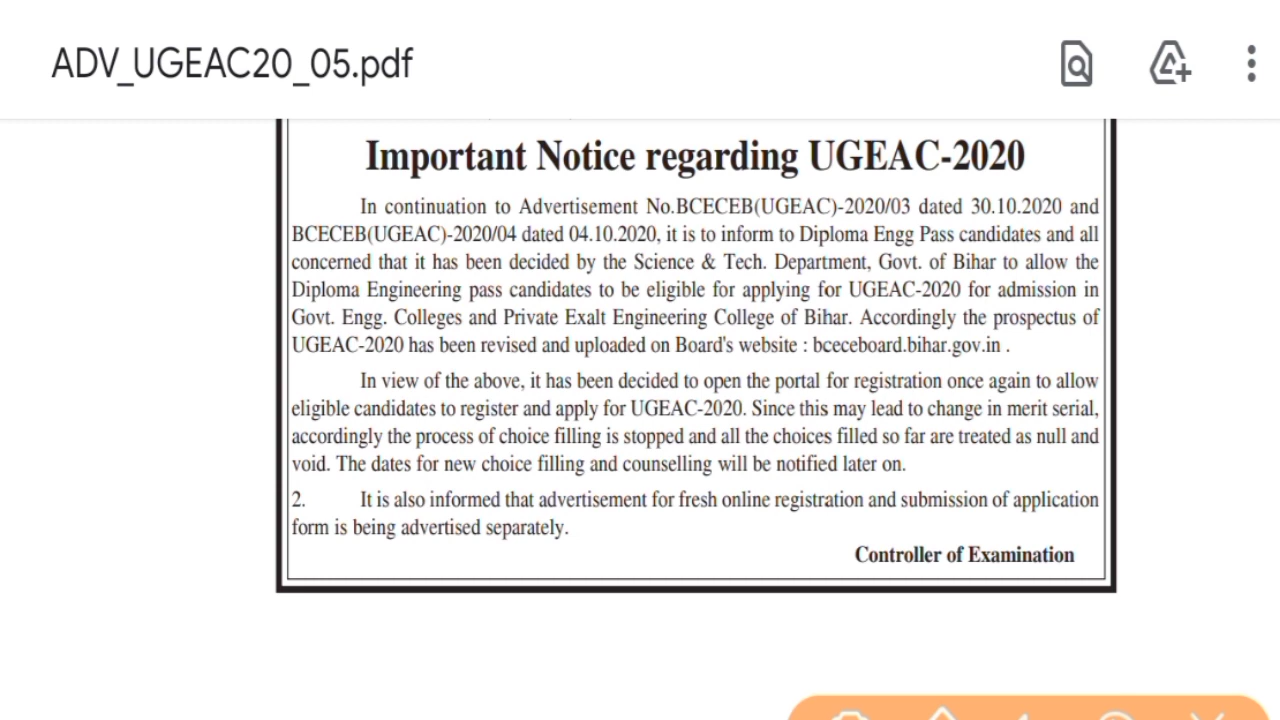 ADV_UGEAC20_05.pdf
Important Notice regarding UGEAC-2020
In continuation to Advertisement No.BCECEB(UGEAC)-2020/03 dated 30.10.2020 and
BCECEB(UGEAC)-2020/04 dated 04.10.2020, it is to inform to Diploma Engg Pass candidates and all
concerned that it has been decided by the Science & Tech. Department, Govt. of Bihar to allow the
Diploma Engineering pass candidates to be eligible for applying for UGEAC-2020 for admission in
Govt. Engg. Colleges and Private Exalt Engineering College of Bihar. Accordingly the prospectus of
UGEAC-2020 has been revised and uploaded on Board's website : bceceboard.bihar.gov.in .
In view of the above, it has been decided to open the portal for registration once again to allow
eligible candidates to register and apply for UGEAC-2020. Since this may lead to change in merit serial,
accordingly the process of choice filling is stopped and all the choices filled so far are treated as null and
void. The dates for new choice filling and counselling will be notified later on.
2. It is also informed that advertisement for fresh online registration and submission of application
form is being advertised separately.
Controller of Examination